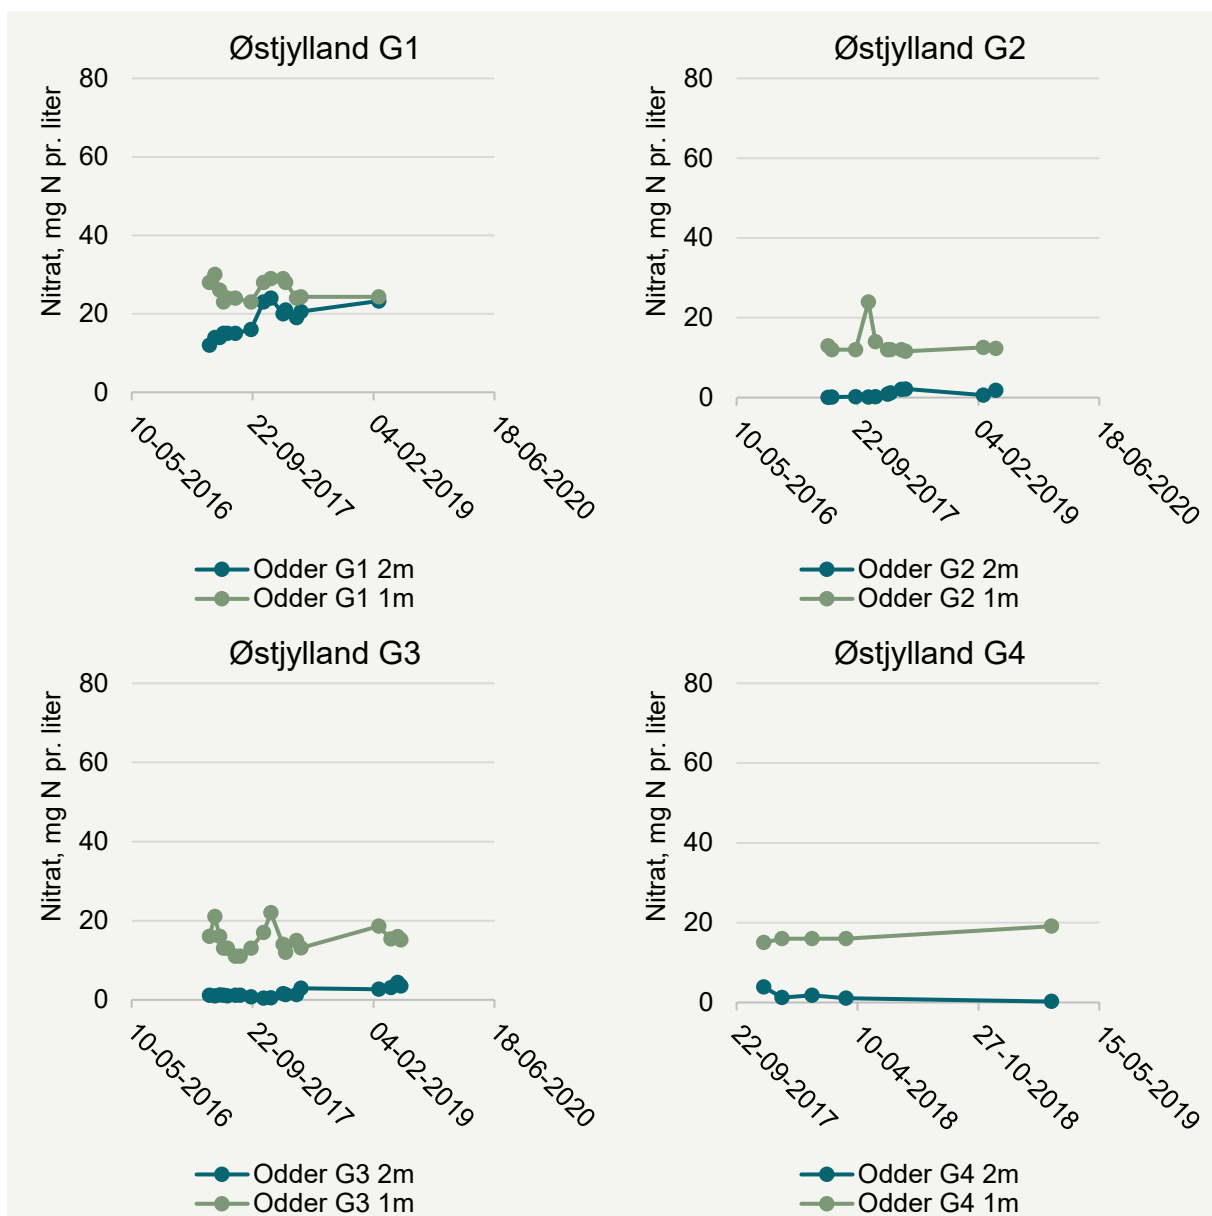 Østjylland G1
Nitrat, mg N pr. liter
80
60
40
20
0
10-05-2016
22-09-2017
04-02-2019
18-06-2020
Odder G1 2m
Odder G1 1m
Østjylland G2
Nitrat, mg N pr. liter
80
60
40
20
0
10-05-2016
22-09-2017
04-02-2019
18-06-2020
Odder G2 2m
Odder G2 1m
Østjylland G3
Nitrat, mg N pr. liter
80
60
40
20
0
10-05-2016
22-09-2017
04-02-2019
18-06-2020
Odder G3 2m
Odder G3 1m
Østjylland G4
Nitrat, mg N pr. liter
80
60
40
20
0
22-09-2017
10-04-2018
27-10-2018
15-05-2019
Odder G4 2m
Odder G4 1m